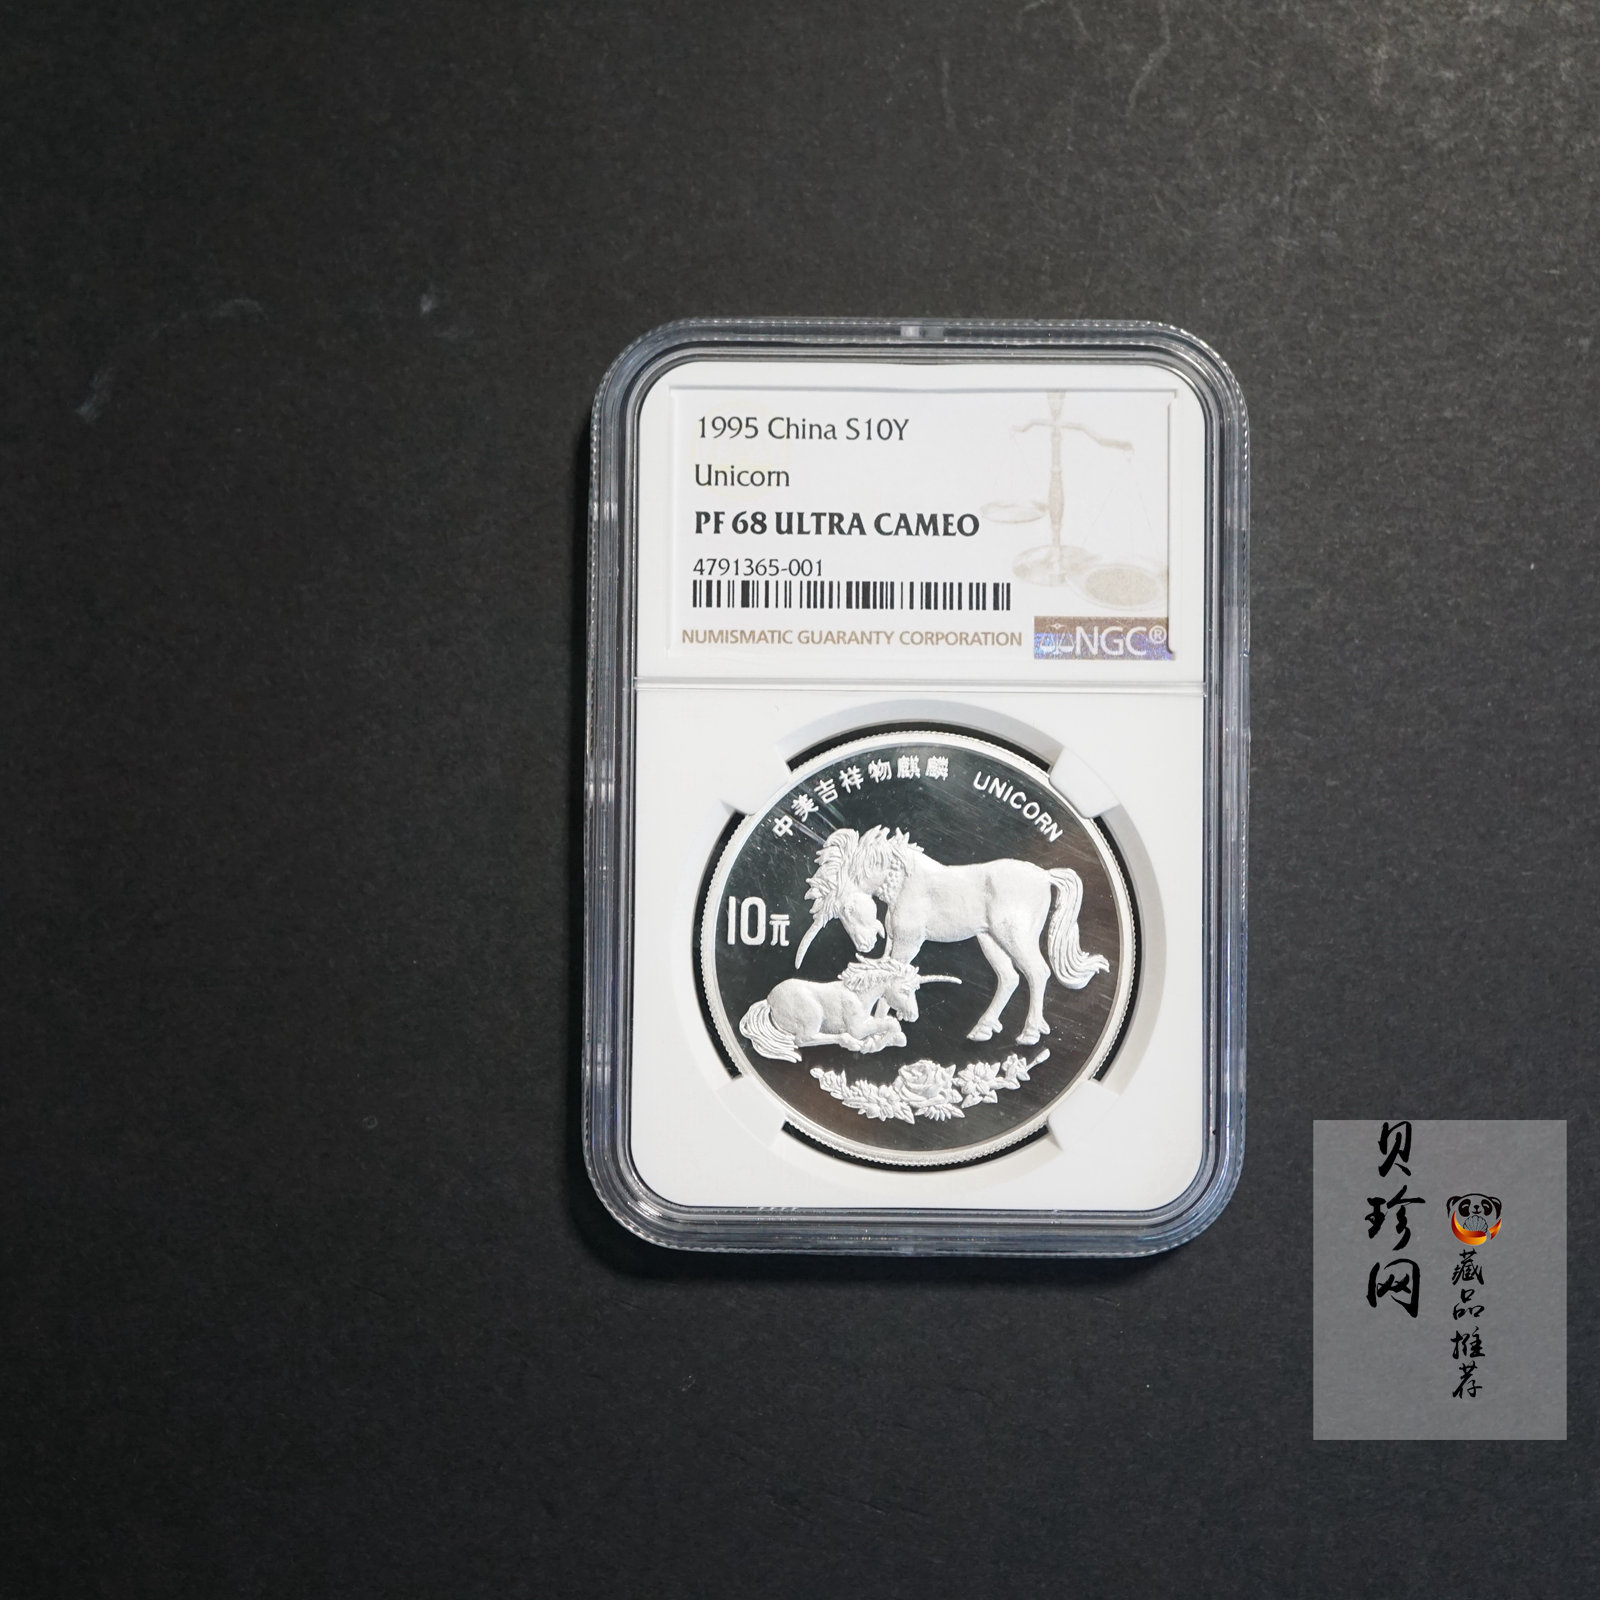 1995 China S10Y
Unicorn
PF 68 ULTRA CAMEO
4791365-001
NUMISMATIC GUARANTY CORPORATION
NGC®
中美吉祥物麒麟 UNICORN
10元
贝珍网
藏品推荐